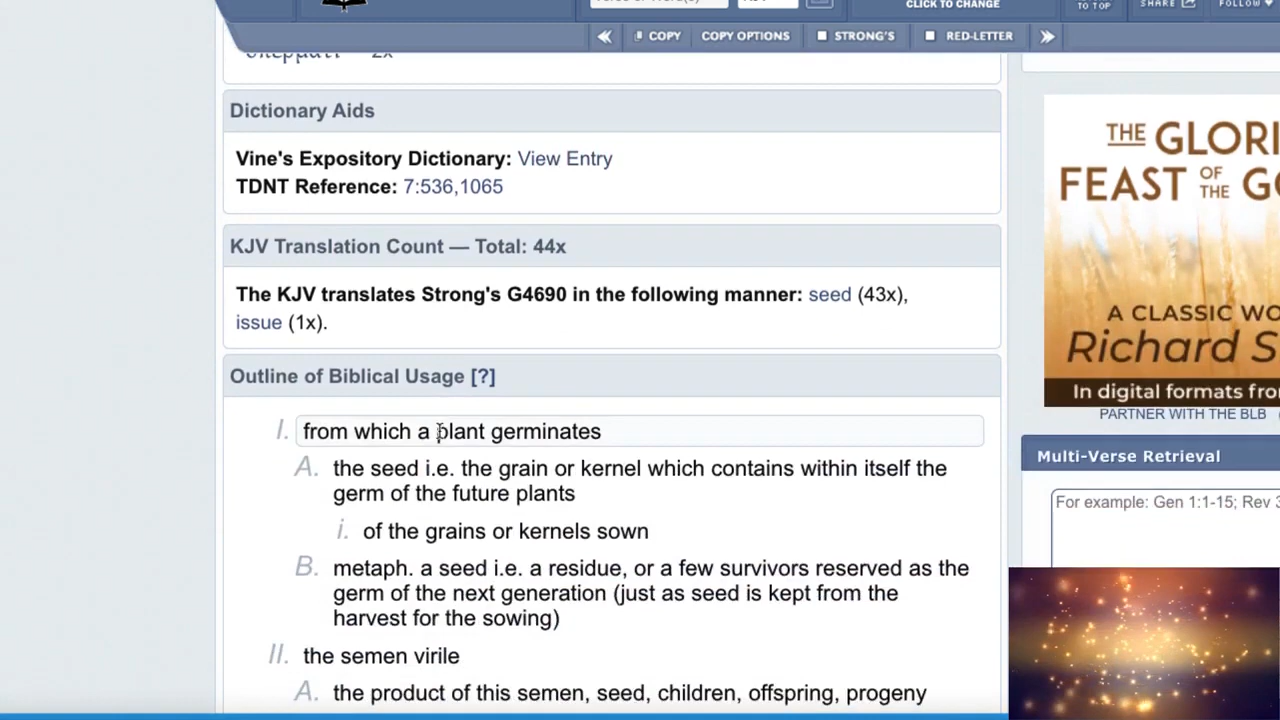 CLICK TO CHANGE
TO TOP
SHARE
FOLLOW
COPY
COPY OPTIONS
STRONG'S
RED-LETTER
2x
Dictionary Aids
Vine's Expository Dictionary: View Entry
TDNT Reference: 7:536,1065
KJV Translation Count — Total: 44x
The KJV translates Strong's G4690 in the following manner: seed (43x),
issue (1x).
Outline of Biblical Usage [?]
I. from which a plant germinates
A. the seed i.e. the grain or kernel which contains within itself the
germ of the future plants
i. of the grains or kernels sown
B. metaph. a seed i.e. a residue, or a few survivors reserved as the
germ of the next generation (just as seed is kept from the
harvest for the sowing)
II. the semen virile
A. the product of this semen, seed, children, offspring, progeny
THE GLORI
FEAST OF THE GO
A CLASSIC WO
Richard S
In digital formats from
PARTNER WITH THE BLB
Multi-Verse Retrieval
For example: Gen 1:1-15; Rev 3